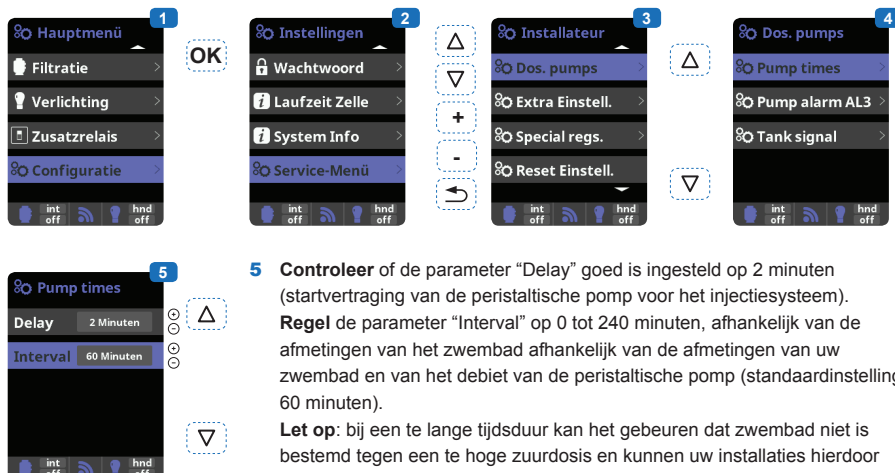 1
Hauptmenü
Filtratie
Verlichting
Zusatzrelais
Configuratie
int off
hnd off
OK
2
Instellingen
Wachtwoord
Laufzeit Zelle
System Info
Service-Menü
int off
hnd off
+
-
3
Installateur
Dos. pumps
Extra Einstell.
Special regs.
Reset Einstell.
int off
hnd off
4
Dos. pumps
Pump times
Pump alarm AL3
Tank signal
int off
hnd off
5
Pump times
Delay 2 Minuten
Interval 60 Minuten
int off
hnd off
5 Controleer of de parameter “Delay” goed is ingesteld op 2 minuten
(startvertraging van de peristaltische pomp voor het injectiesysteem).
Regel de parameter “Interval” op 0 tot 240 minuten, afhankelijk van de
afmetingen van het zwembad afhankelijk van de afmetingen van uw
zwembad en van het debiet van de peristaltische pomp (standaardinstelling
60 minuten).
Let op: bij een te lange tijdsduur kan het gebeuren dat zwembad niet is
bestemd tegen een te hoge zuurdosis en kunnen uw installaties hierdoor